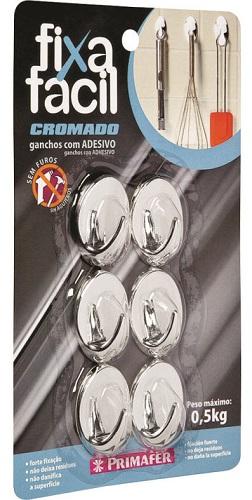 fixa
facil
CROMADO
ganchos com ADESIVO
ganchos con ADHESIVO
SEM FUROS
SIN AGUJEROS
Peso máximo:
0,5kg
• forte fixação
• não deixa resíduos
• não danifica
a superfície
PRIMAFER
• fijación fuerte
• no deja residuos
• no daña la superficie